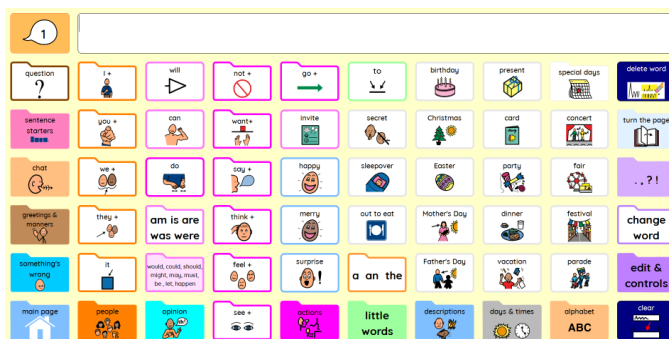 1
question
I +
will
not +
go +
to
birthday
present
special days
delete word
sentence
starters
you +
can
want+
invite
secret
Christmas
card
concert
turn the page
chat
we +
do
say +
happy
sleepover
Easter
party
fair
. , ? !
greetings &
manners
they +
am is are
was were
think +
merry
out to eat
Mother's Day
dinner
festival
change
word
something's
wrong
it
would, could, should,
might, may, must,
be, let, happen
feel +
surprise
a an the
Father's Day
vacation
parade
edit &
controls
main page
people
opinion
see +
actions
little
words
descriptions
days & times
alphabet
ABC
clear